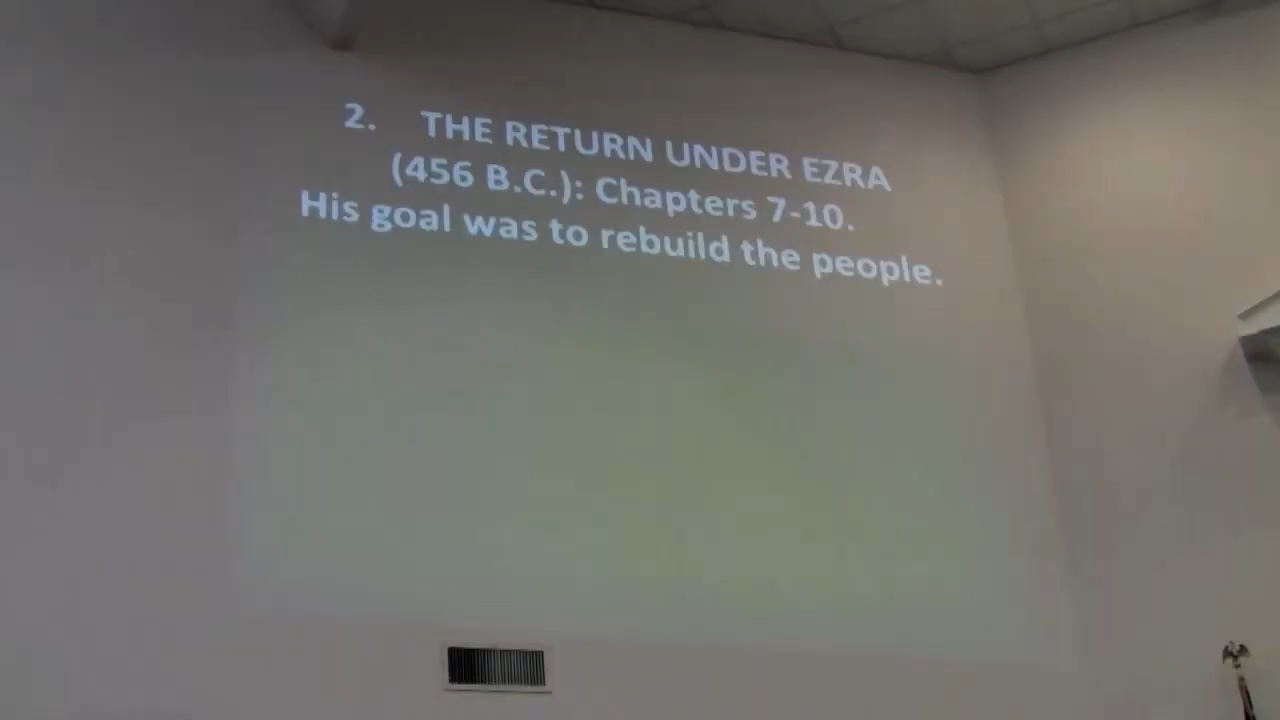 2. THE RETURN UNDER EZRA
(456 B.C.): Chapters 7-10.
His goal was to rebuild the people.